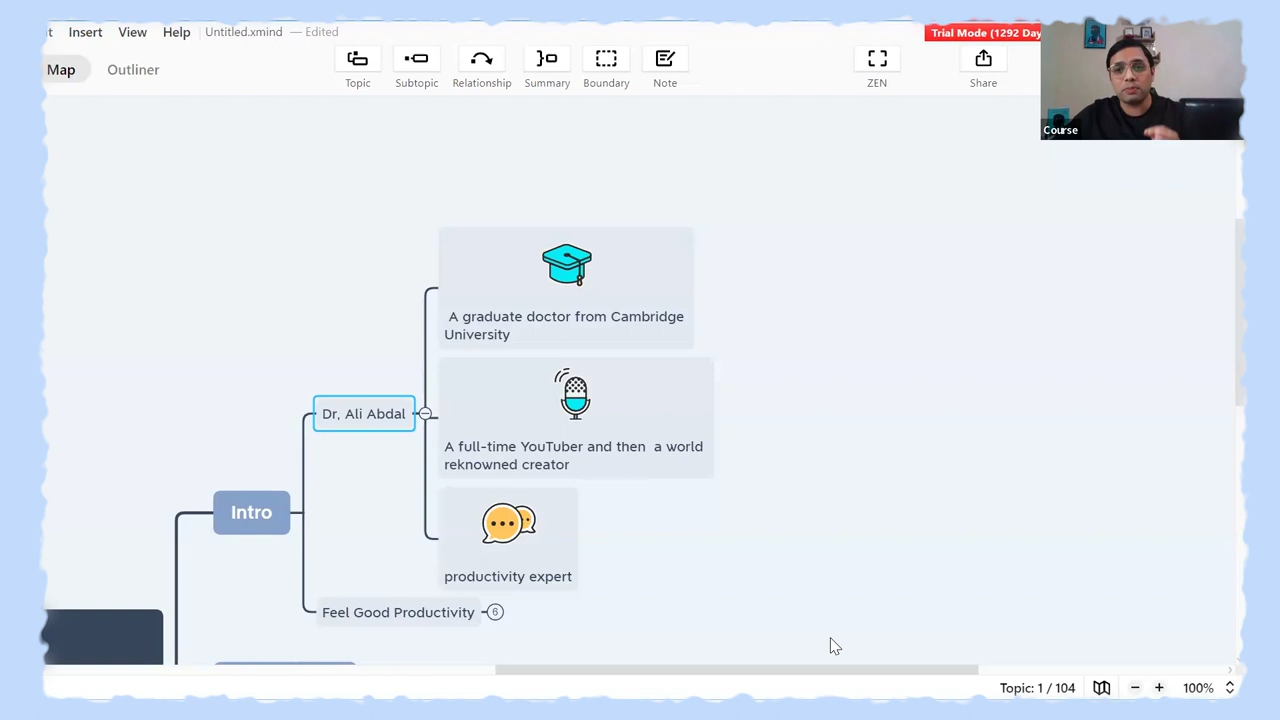 Insert View Help Untitled.xmind — Edited
Trial Mode (1292 Day
Map Outliner
Topic Subtopic Relationship Summary Boundary Note ZEN Share
Course
A graduate doctor from Cambridge
University
Dr, Ali Abdal
A full-time YouTuber and then a world
reknowned creator
Intro
productivity expert
Feel Good Productivity 6
Topic: 1 / 104 100%